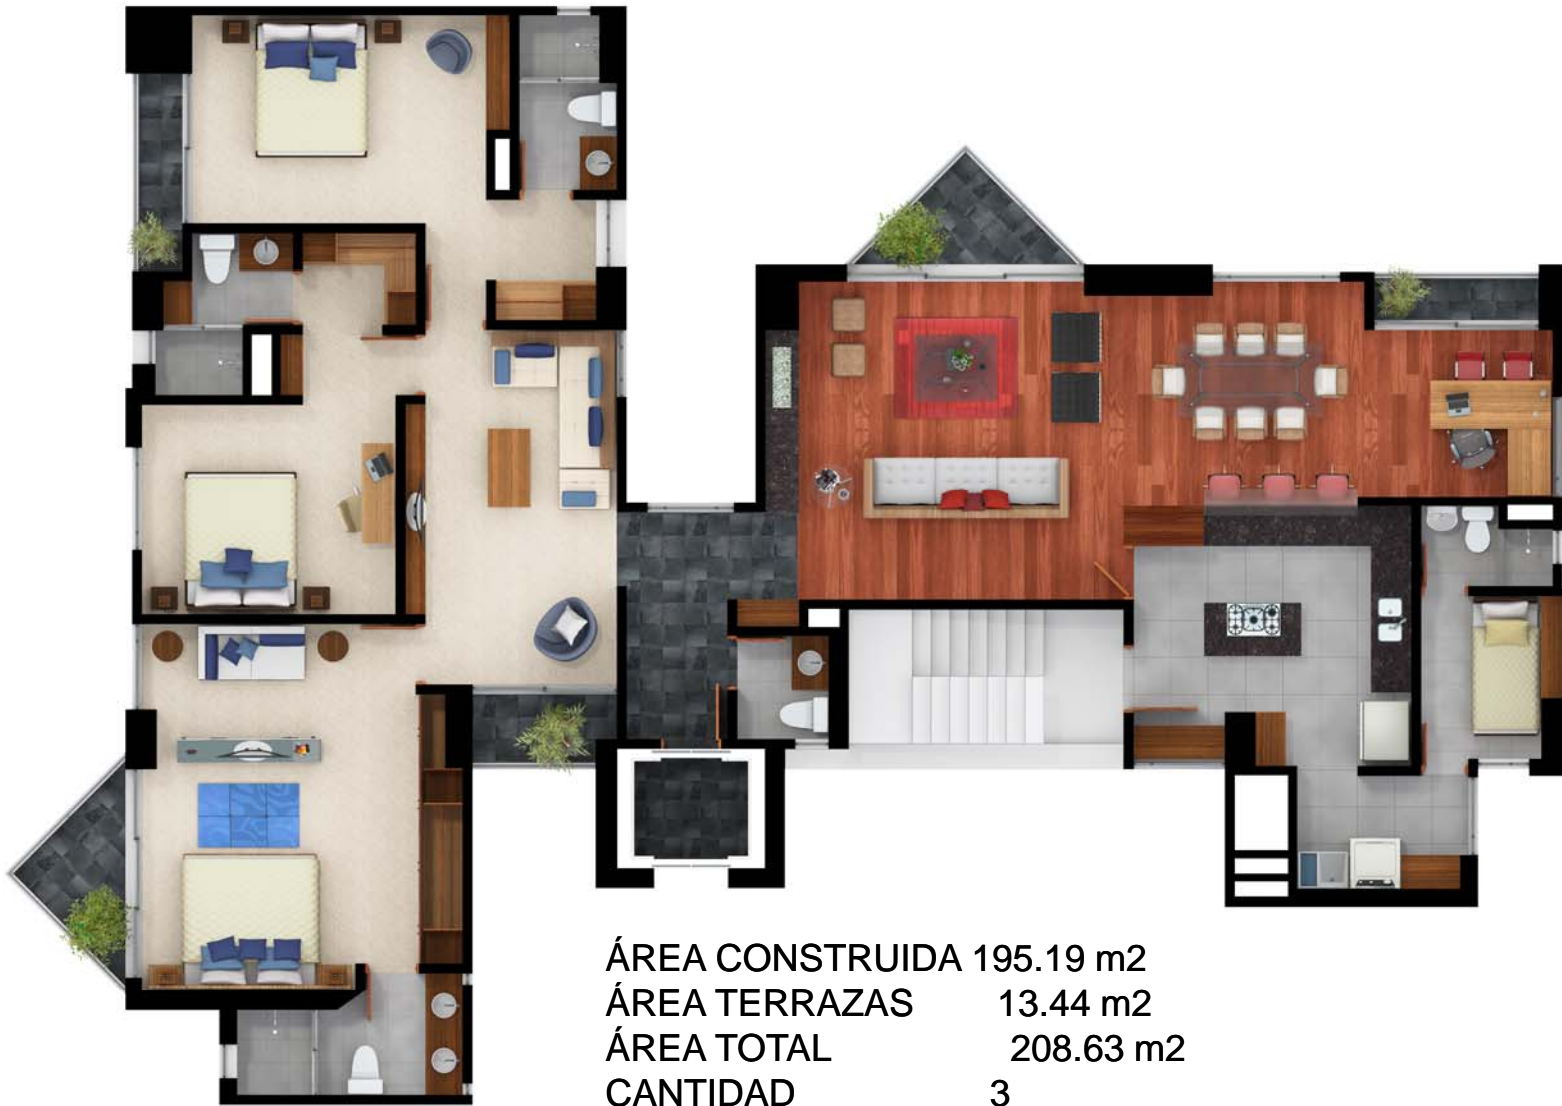 ÁREA CONSTRUIDA 195.19 m2
ÁREA TERRAZAS 13.44 m2
ÁREA TOTAL 208.63 m2
CANTIDAD 3